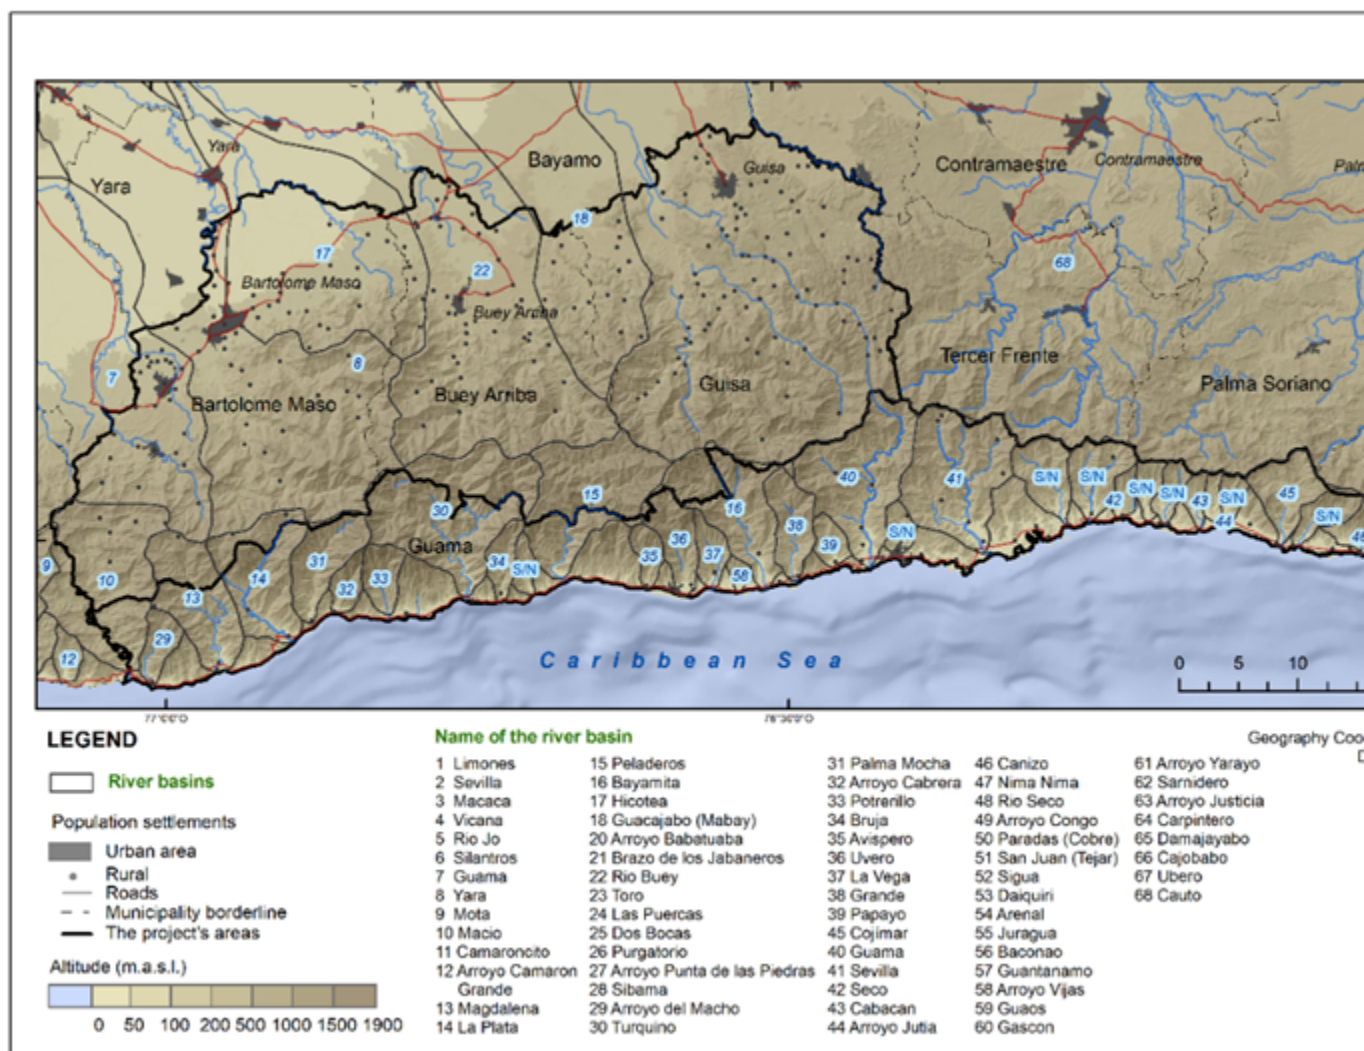 Yara
Yara
Bayamo
Guisa
Contramaestre
Contramaestre
18
17
22
68
Bartolome Maso
Buey Arriba
7
8
Bartolome Maso
Buey Arriba
Guisa
Tercer Frente
Palma Soriano
9
10
13
14
31
32
33
30
Guama
34
S/N
15
35
36
37
16
58
38
39
40
S/N
41
S/N
S/N
42
S/N
S/N
43
44
S/N
45
S/N
12
29
Caribbean Sea
0 5 10
77°0'0"O
76°30'0"O
LEGEND
River basins
Population settlements
Urban area
Rural
Roads
Municipality borderline
The project's areas
Altitude (m.a.s.l.)
0 50 100 200 500 1000 1500 1900
Name of the river basin
1 Limones
2 Sevilla
3 Macaca
4 Vicana
5 Rio Jo
6 Silantros
7 Guama
8 Yara
9 Mota
10 Macio
11 Camaroncito
12 Arroyo Camaron
Grande
13 Magdalena
14 La Plata
15 Peladeros
16 Bayamita
17 Hicotea
18 Guacajabo (Mabay)
20 Arroyo Babatuaba
21 Brazo de los Jabaneros
22 Rio Buey
23 Toro
24 Las Puercas
25 Dos Bocas
26 Purgatorio
27 Arroyo Punta de las Piedras
28 Sibama
29 Arroyo del Macho
30 Turquino
31 Palma Mocha
32 Arroyo Cabrera
33 Potrerillo
34 Bruja
35 Avispero
36 Uvero
37 La Vega
38 Grande
39 Papayo
45 Cojimar
40 Guama
41 Sevilla
42 Seco
43 Cabacan
44 Arroyo Jutia
46 Canizo
47 Nima Nima
48 Rio Seco
49 Arroyo Congo
50 Paradas (Cobre)
51 San Juan (Tejar)
52 Sigua
53 Daiquiri
54 Arenal
55 Juragua
56 Baconao
57 Guantanamo
58 Arroyo Vijas
59 Guaos
60 Gascon
61 Arroyo Yarayo
62 Sarnidero
63 Arroyo Justicia
64 Carpintero
65 Damajayabo
66 Cajobabo
67 Ubero
68 Cauto
Geography Coo